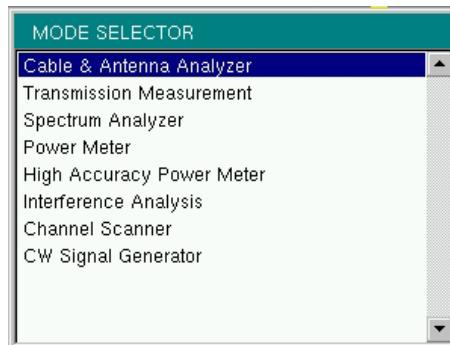 MODE SELECTOR
Cable & Antenna Analyzer
Transmission Measurement
Spectrum Analyzer
Power Meter
High Accuracy Power Meter
Interference Analysis
Channel Scanner
CW Signal Generator